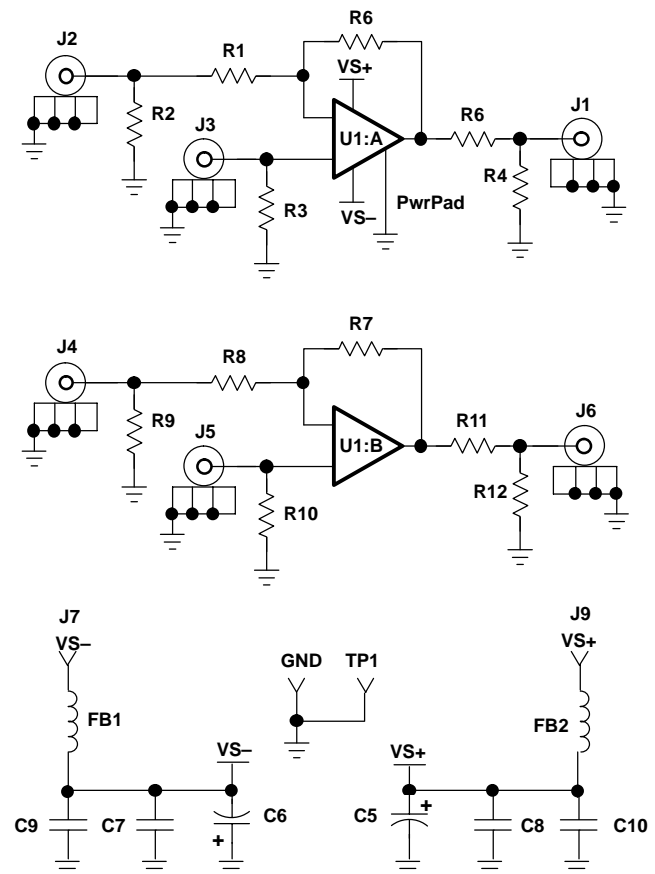 R6
J2
R1
VS+
J1
R2
J3
U1:A
R6
R4
R3
VS–
PwrPad
R7
J4
R8
R11
J6
R9
J5
U1:B
R12
R10
J7
J9
VS–
GND
TP1
VS+
FB1
FB2
VS–
VS+
C9
C7
C6
C5
+
C8
C10
+